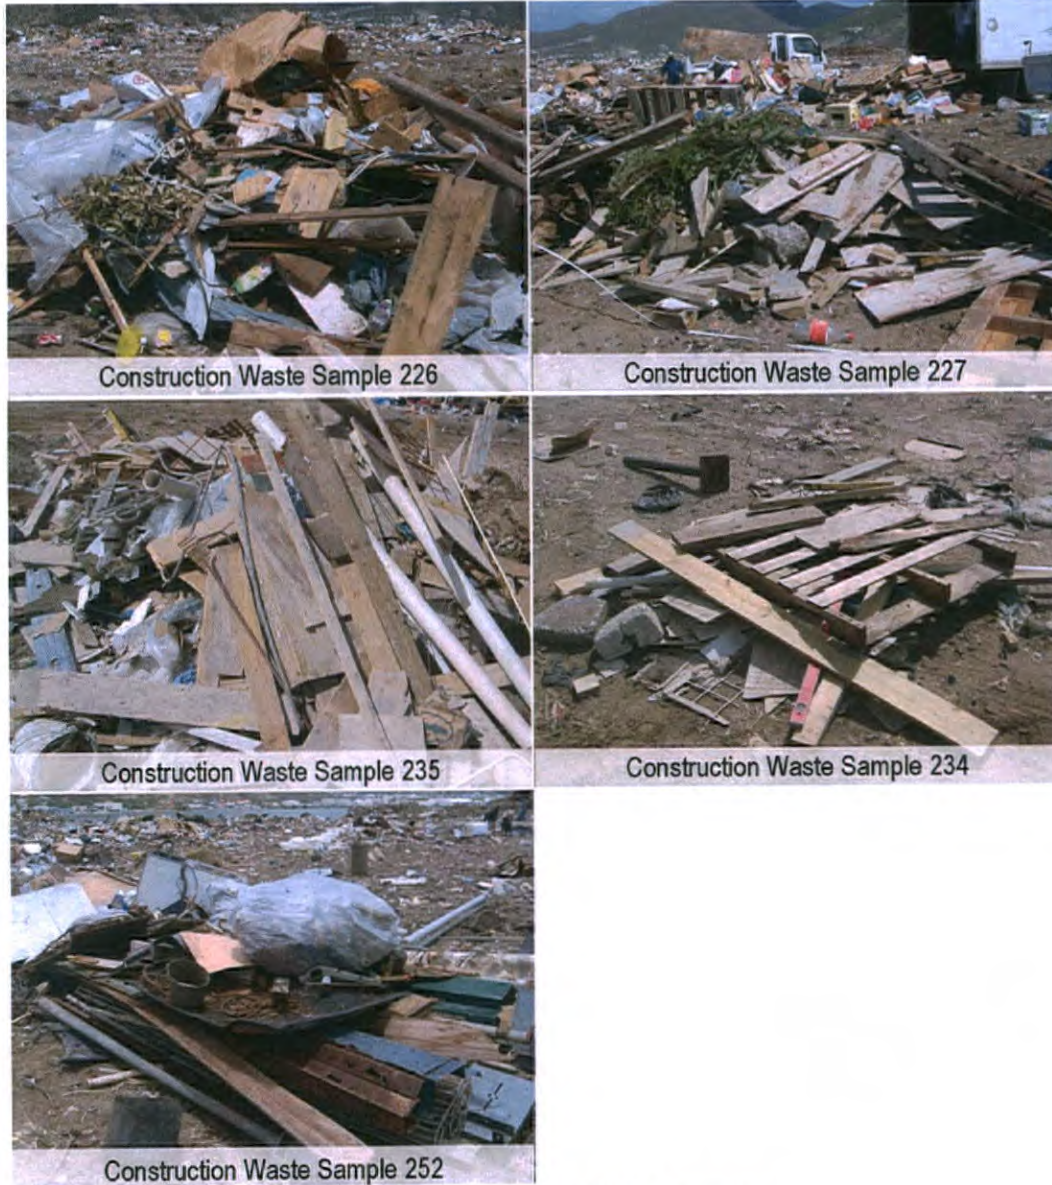 Construction Waste Sample 226
Construction Waste Sample 227
Construction Waste Sample 235
Construction Waste Sample 234
Construction Waste Sample 252